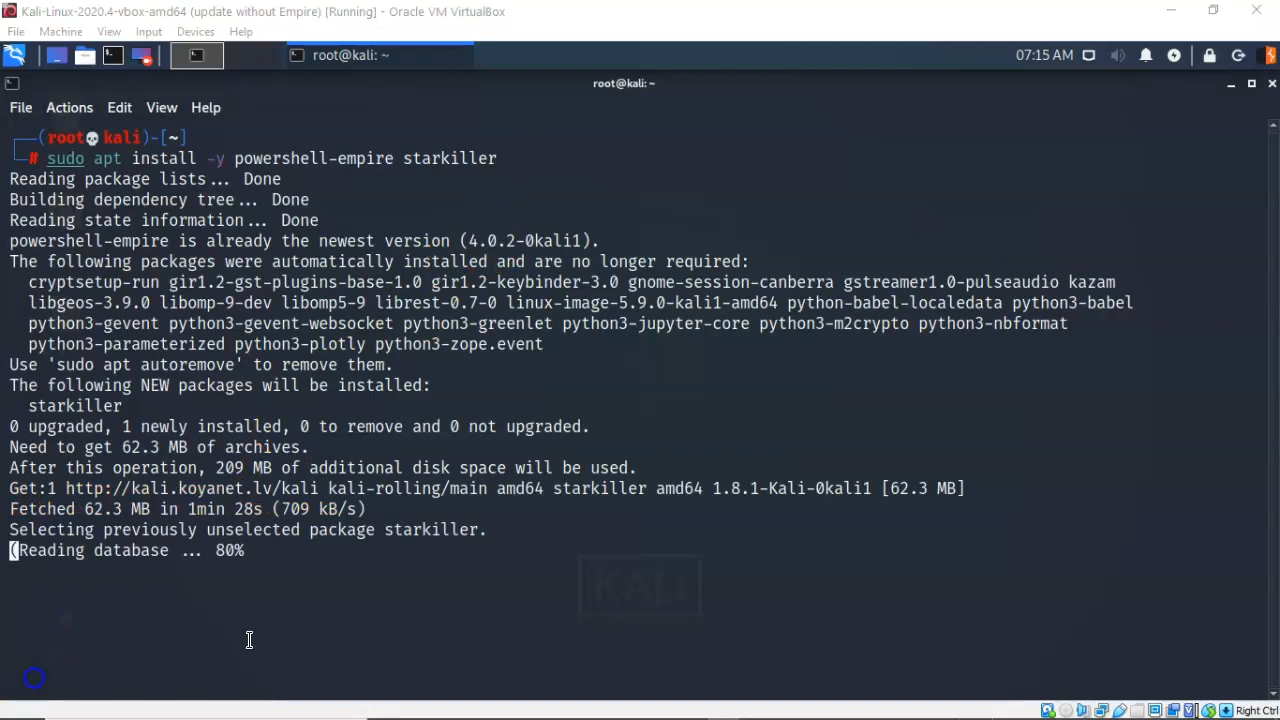 Kali-Linux-2020.4-vbox-amd64 (update without Empire) [Running] - Oracle VM VirtualBox
File Machine View Input Devices Help
root@kali: ~ 07:15 AM
root@kali:~
File Actions Edit View Help
(root💀kali)-[~]
# sudo apt install -y powershell-empire starkiller
Reading package lists... Done
Building dependency tree... Done
Reading state information... Done
powershell-empire is already the newest version (4.0.2-0kali1).
The following packages were automatically installed and are no longer required:
cryptsetup-run gir1.2-gst-plugins-base-1.0 gir1.2-keybinder-3.0 gnome-session-canberra gstreamer1.0-pulseaudio kazam
libgeos-3.9.0 libomp-9-dev libomp5-9 librest-0.7-0 linux-image-5.9.0-kali1-amd64 python-babel-localedata python3-babel
python3-gevent python3-gevent-websocket python3-greenlet python3-jupyter-core python3-m2crypto python3-nbformat
python3-parameterized python3-plotly python3-zope.event
Use 'sudo apt autoremove' to remove them.
The following NEW packages will be installed:
starkiller
0 upgraded, 1 newly installed, 0 to remove and 0 not upgraded.
Need to get 62.3 MB of archives.
After this operation, 209 MB of additional disk space will be used.
Get:1 http://kali.koyanet.lv/kali kali-rolling/main amd64 starkiller amd64 1.8.1-Kali-0kali1 [62.3 MB]
Fetched 62.3 MB in 1min 28s (709 kB/s)
Selecting previously unselected package starkiller.
(Reading database ... 80%
KALI
Right Ctrl